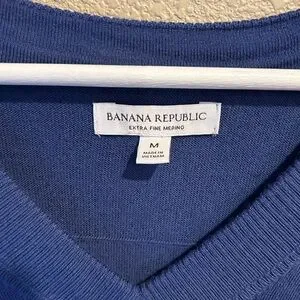 BANANA REPUBLIC
EXTRA FINE MERINO
M
MADE IN
VIETNAM